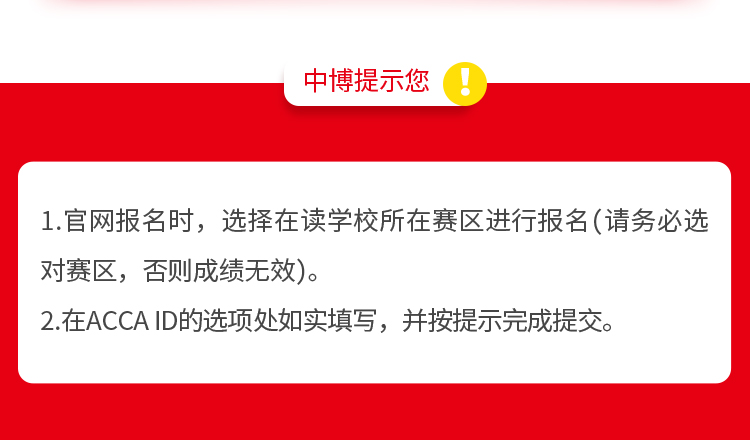 中博提示您
!
1.官网报名时，选择在读学校所在赛区进行报名(请务必选
对赛区，否则成绩无效)。
2.在ACCA ID的选项处如实填写，并按提示完成提交。